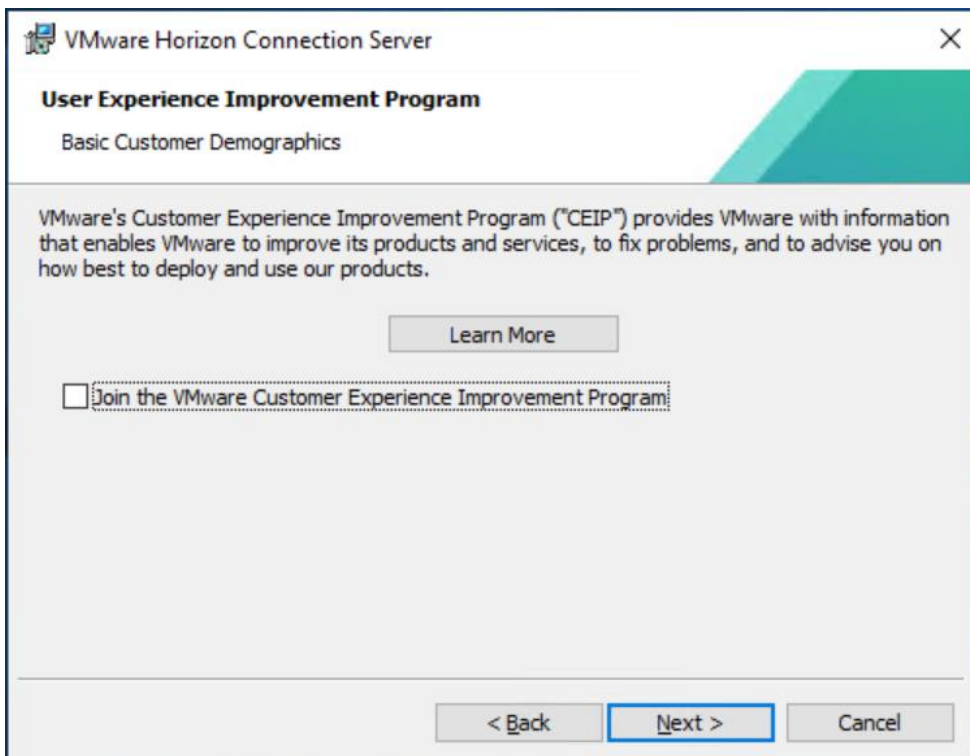 VMware Horizon Connection Server
User Experience Improvement Program
Basic Customer Demographics
VMware's Customer Experience Improvement Program ("CEIP") provides VMware with information
that enables VMware to improve its products and services, to fix problems, and to advise you on
how best to deploy and use our products.
Learn More
Join the VMware Customer Experience Improvement Program
< Back
Next >
Cancel